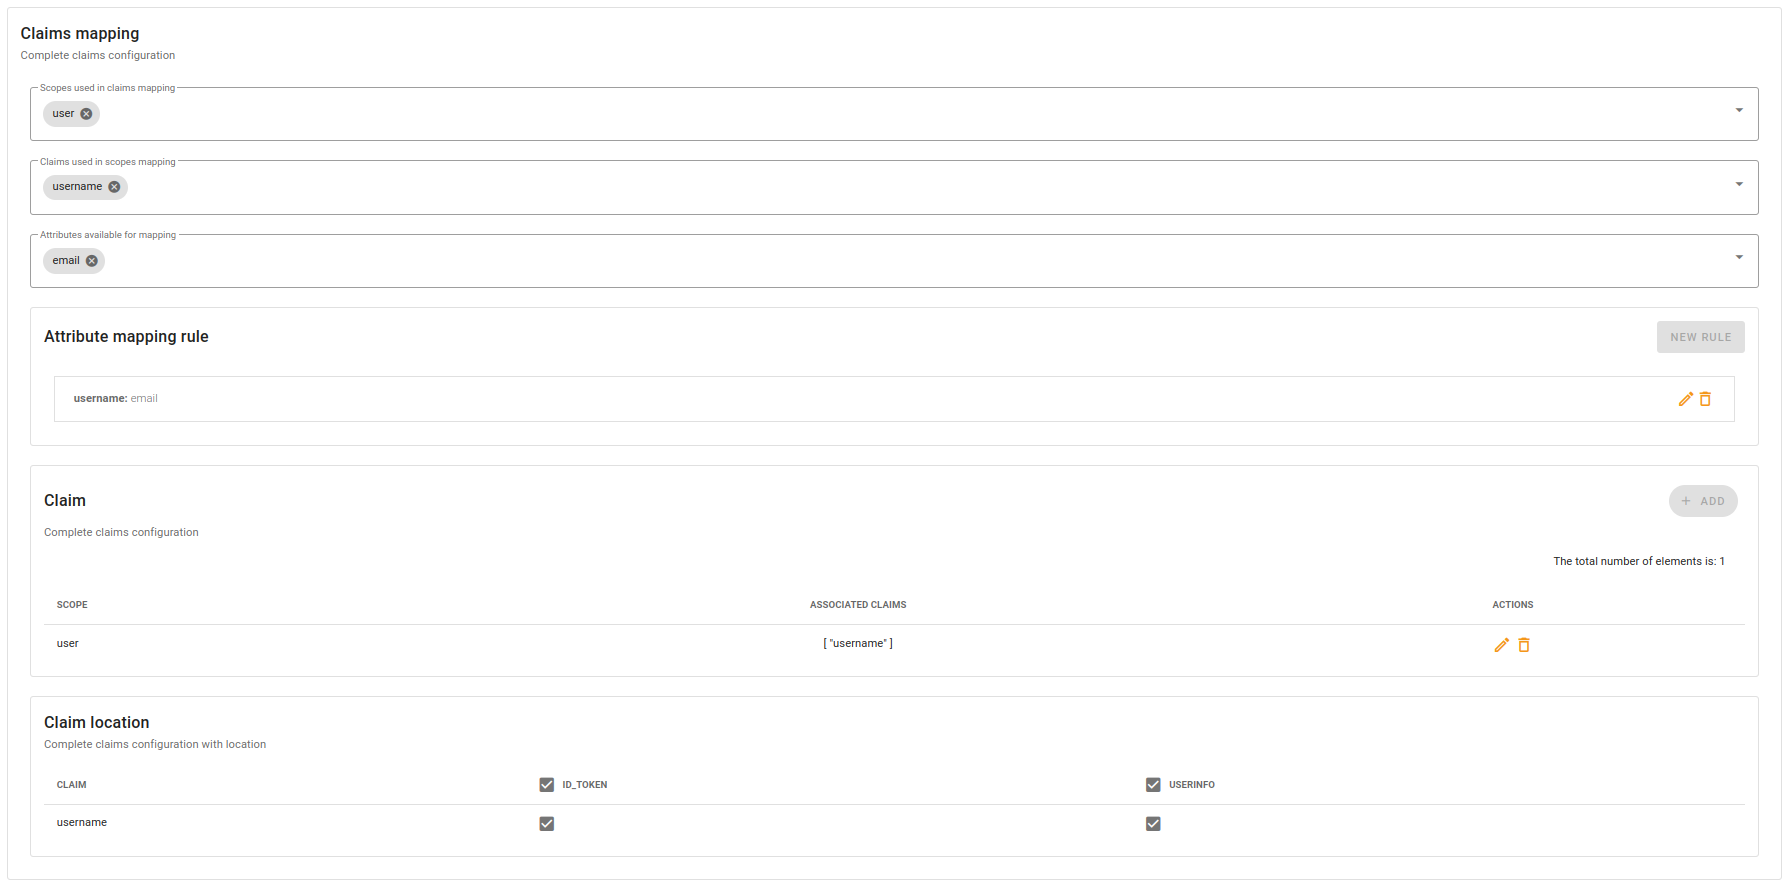 Claims mapping
Complete claims configuration
Scopes used in claims mapping
user
Claims used in scopes mapping
username
Attributes available for mapping
email
Attribute mapping rule
NEW RULE
username: email
Claim
+ ADD
Complete claims configuration
The total number of elements is: 1
SCOPE ASSOCIATED CLAIMS ACTIONS
user [ "username" ]
Claim location
Complete claims configuration with location
CLAIM ID_TOKEN USERINFO
username